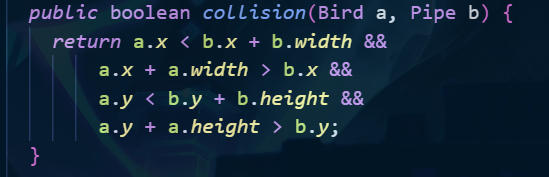 public boolean collision(Bird a, Pipe b) {
return a.x < b.x + b.width &&
a.x + a.width > b.x &&
a.y < b.y + b.height &&
a.y + a.height > b.y;
}